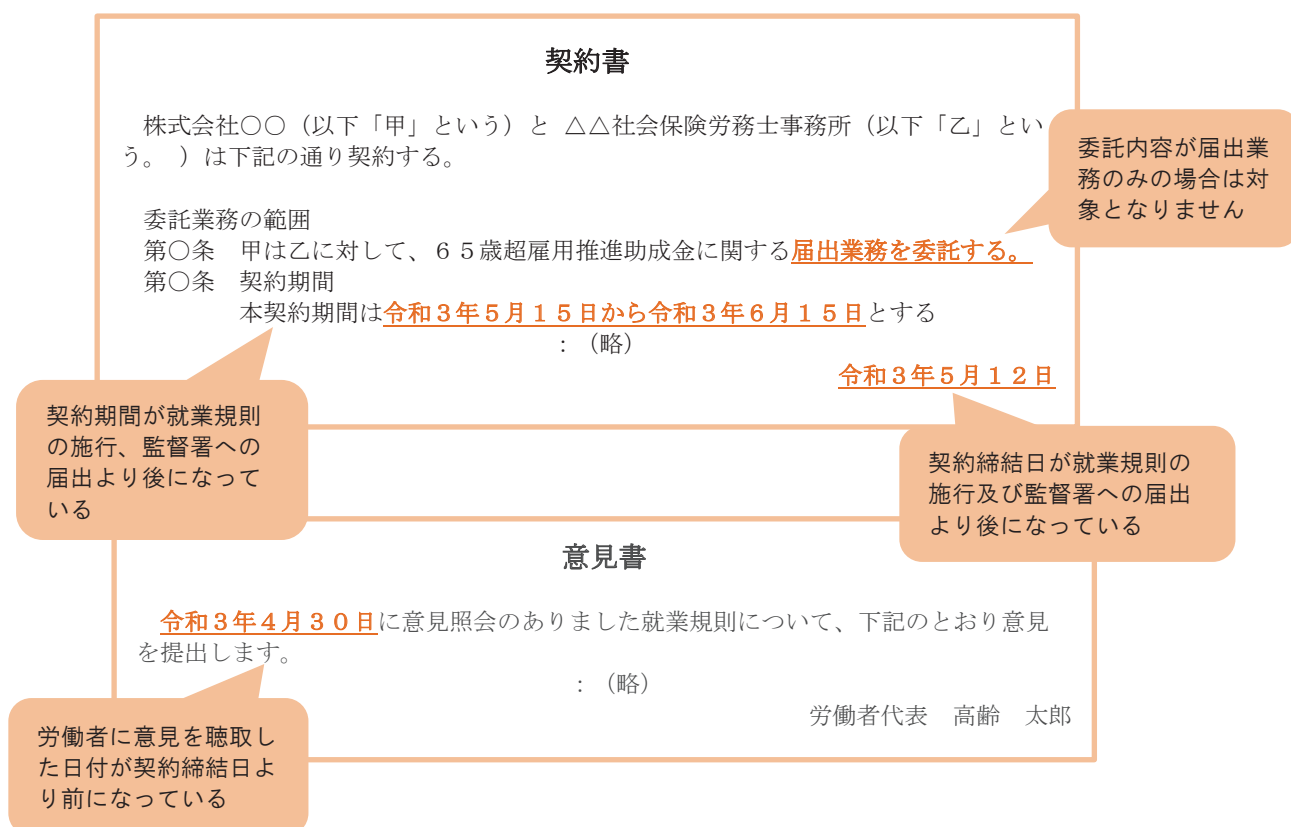 契約書
株式会社○○（以下「甲」という）と △△社会保険労務士事務所（以下「乙」とい
う。 ）は下記の通り契約する。
委託内容が届出業
務のみの場合は対
象となりません
委託業務の範囲
第○条　甲は乙に対して、６５歳超雇用推進助成金に関する届出業務を委託する。
第○条　契約期間
本契約期間は令和３年５月１５日から令和３年６月１５日とする
：（略）
令和３年５月１２日
契約期間が就業規則
の施行、監督署への
届出より後になって
いる
契約締結日が就業規則の
施行及び監督署への届出
より後になっている
意見書
令和３年４月３０日に意見照会のありました就業規則について、下記のとおり意見
を提出します。
：（略）
労働者代表　高齢　太郎
労働者に意見を聴取し
た日付が契約締結日よ
り前になっている